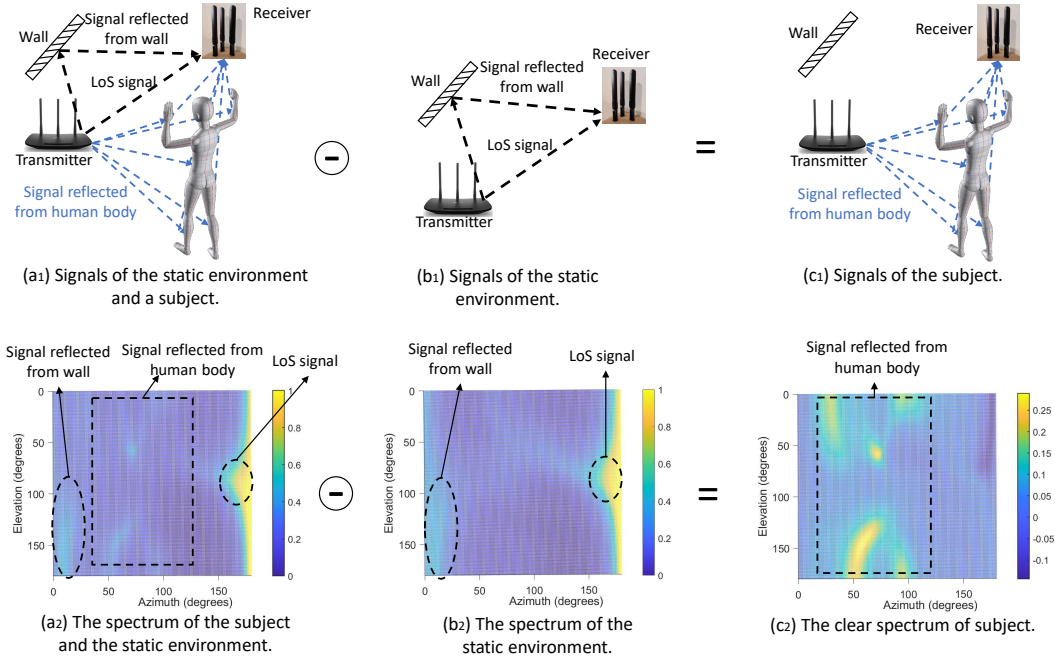 Signal reflected
from wall
Receiver
Wall
LoS signal
Transmitter
Signal reflected
from human body
(a1) Signals of the static environment
and a subject.
-
Receiver
Wall
Signal reflected
from wall
LoS signal
Transmitter
(b1) Signals of the static
environment.
=
Wall
Receiver
Transmitter
Signal reflected
from human body
(c1) Signals of the subject.
Signal reflected
from wall
Signal reflected from
human body
LoS signal
0
50
100
150
Elevation (degrees)
0 50 100 150
Azimuth (degrees)
1
0.8
0.6
0.4
0.2
0
(a2) The spectrum of the subject
and the static environment.
-
Signal reflected
from wall
LoS signal
0
50
100
150
Elevation (degrees)
0 50 100 150
Azimuth (degrees)
1
0.8
0.6
0.4
0.2
0
(b2) The spectrum of the
static environment.
=
Signal reflected from
human body
0
50
100
150
Elevation (degrees)
0 50 100 150
Azimuth (degrees)
0.25
0.2
0.15
0.1
0.05
0
-0.05
-0.1
(c2) The clear spectrum of subject.